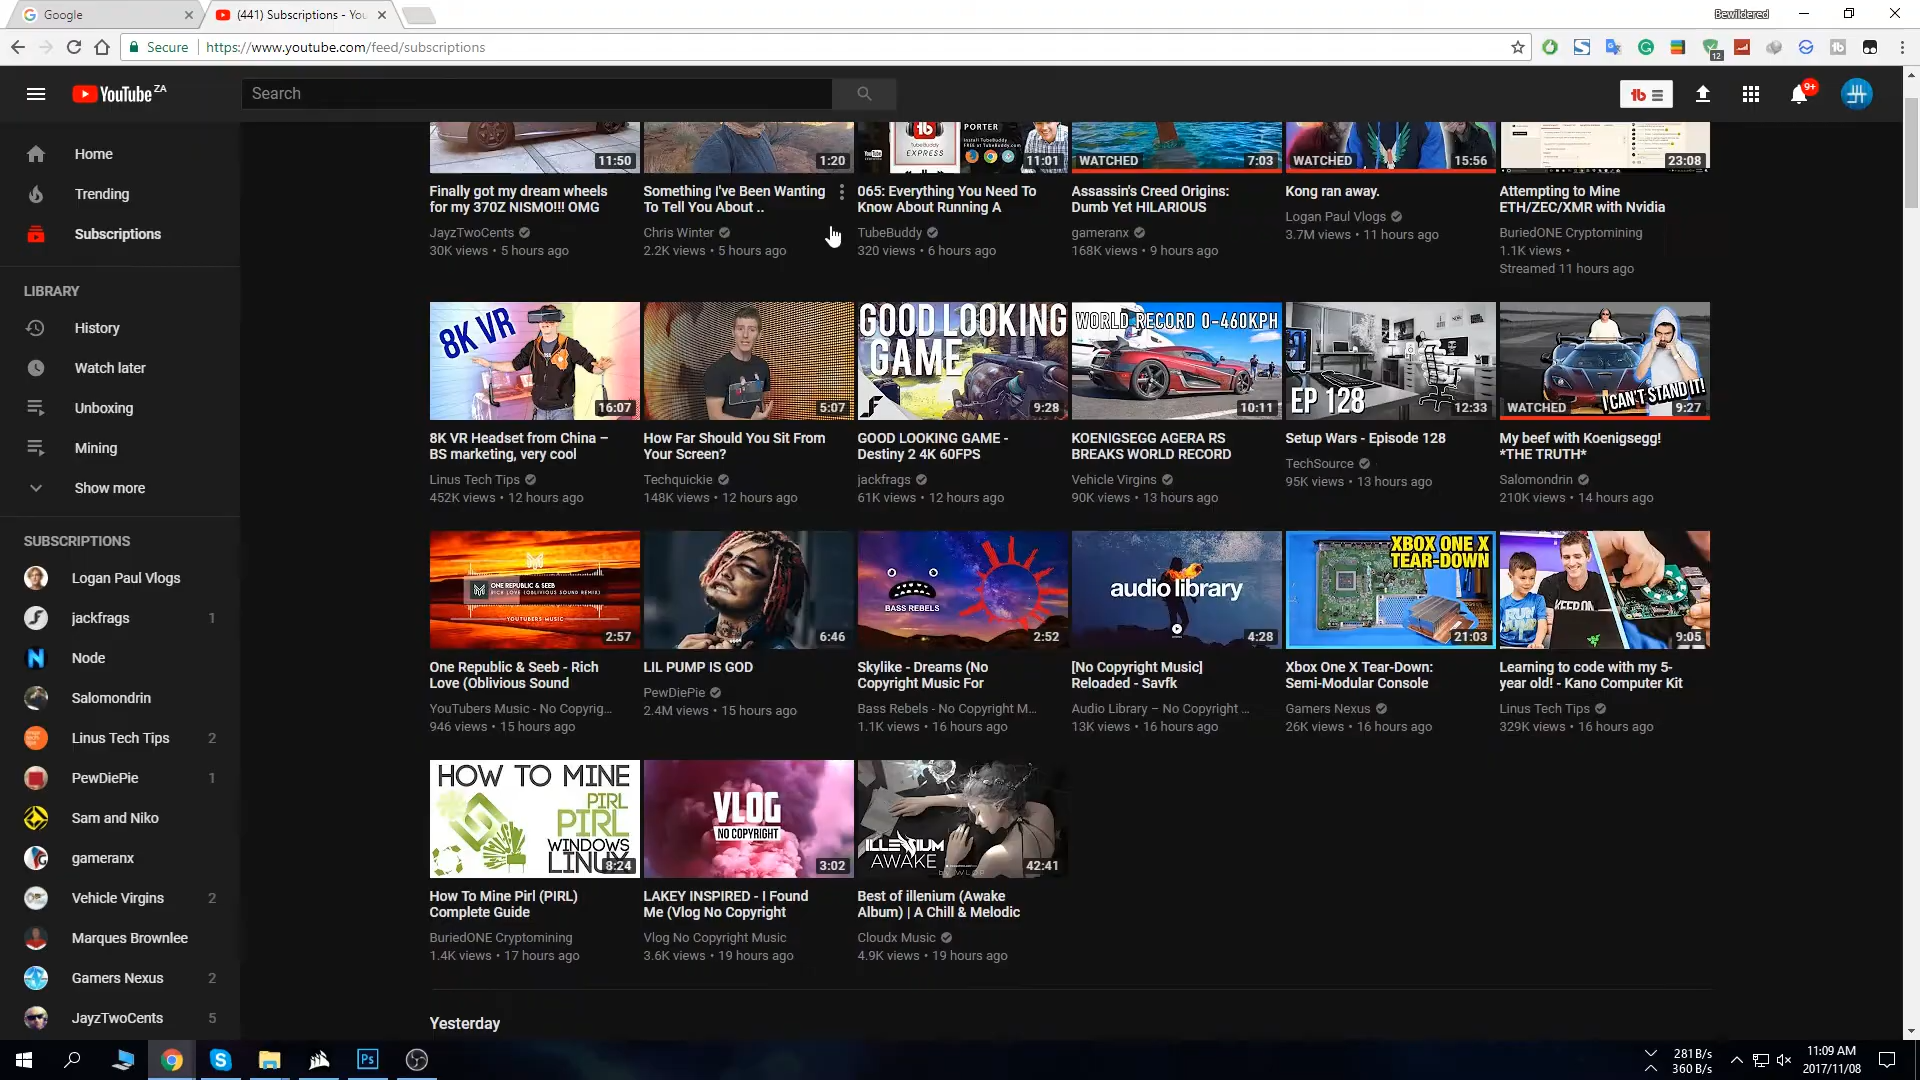 Google
(441) Subscriptions - You
Bewildered
Secure
https://www.youtube.com/feed/subscriptions
12
YouTube ZA
Search
9+
Home
Trending
Subscriptions
LIBRARY
History
Watch later
Unboxing
Mining
Show more
SUBSCRIPTIONS
Logan Paul Vlogs
jackfrags 1
Node
Salomondrin
Linus Tech Tips 2
PewDiePie 1
Sam and Niko
gameranx
Vehicle Virgins 2
Marques Brownlee
Gamers Nexus 2
JayzTwoCents 5
11:50
Finally got my dream wheels
for my 370Z NISMO!!! OMG
JayzTwoCents
30K views • 5 hours ago
1:20
Something I've Been Wanting
To Tell You About ..
Chris Winter
2.2K views • 5 hours ago
TUBEBUDDY
EXPRESS
PORTER
11:01
065: Everything You Need To
Know About Running A
TubeBuddy
320 views • 6 hours ago
WATCHED
7:03
Assassin's Creed Origins:
Dumb Yet HILARIOUS
gameranx
168K views • 9 hours ago
WATCHED
15:56
Kong ran away.
Logan Paul Vlogs
3.7M views • 11 hours ago
23:08
Attempting to Mine
ETH/ZEC/XMR with Nvidia
BuriedONE Cryptomining
1.1K views •
Streamed 11 hours ago
8K VR
16:07
8K VR Headset from China –
BS marketing, very cool
Linus Tech Tips
452K views • 12 hours ago
5:07
How Far Should You Sit From
Your Screen?
Techquickie
148K views • 12 hours ago
GOOD LOOKING
GAME
9:28
GOOD LOOKING GAME -
Destiny 2 4K 60FPS
jackfrags
61K views • 12 hours ago
WORLD RECORD 0-460KPH
10:11
KOENIGSEGG AGERA RS
BREAKS WORLD RECORD
Vehicle Virgins
90K views • 13 hours ago
EP 128
12:33
Setup Wars - Episode 128
TechSource
95K views • 13 hours ago
I CAN'T STAND IT!
WATCHED
9:27
My beef with Koenigsegg!
*THE TRUTH*
Salomondrin
210K views • 14 hours ago
ONE REPUBLIC & SEEB
RICH LOVE (OBLIVIOUS SOUND REMIX)
YOUTUBERS MUSIC
2:57
One Republic & Seeb - Rich
Love (Oblivious Sound
YouTubers Music - No Copyrig...
946 views • 15 hours ago
6:46
LIL PUMP IS GOD
PewDiePie
2.4M views • 15 hours ago
BASS REBELS
2:52
Skylike - Dreams (No
Copyright Music For
Bass Rebels - No Copyright M...
1.1K views • 16 hours ago
audio library
4:28
[No Copyright Music]
Reloaded - Savfk
Audio Library – No Copyright ...
13K views • 16 hours ago
XBOX ONE X
TEAR-DOWN
21:03
Xbox One X Tear-Down:
Semi-Modular Console
Gamers Nexus
26K views • 16 hours ago
9:05
Learning to code with my 5-
year old! - Kano Computer Kit
Linus Tech Tips
329K views • 16 hours ago
HOW TO MINE
PIRL
PIRL
WINDOWS
LINUX
8:24
How To Mine Pirl (PIRL)
Complete Guide
BuriedONE Cryptomining
1.4K views • 17 hours ago
VLOG
NO COPYRIGHT
3:02
LAKEY INSPIRED - I Found
Me (Vlog No Copyright
Vlog No Copyright Music
3.6K views • 19 hours ago
ILLENIUM
AWAKE
42:41
Best of illenium (Awake
Album) | A Chill & Melodic
Cloudx Music
4.9K views • 19 hours ago
Yesterday
Ps
281 B/s
360 B/s
11:09 AM
2017/11/08